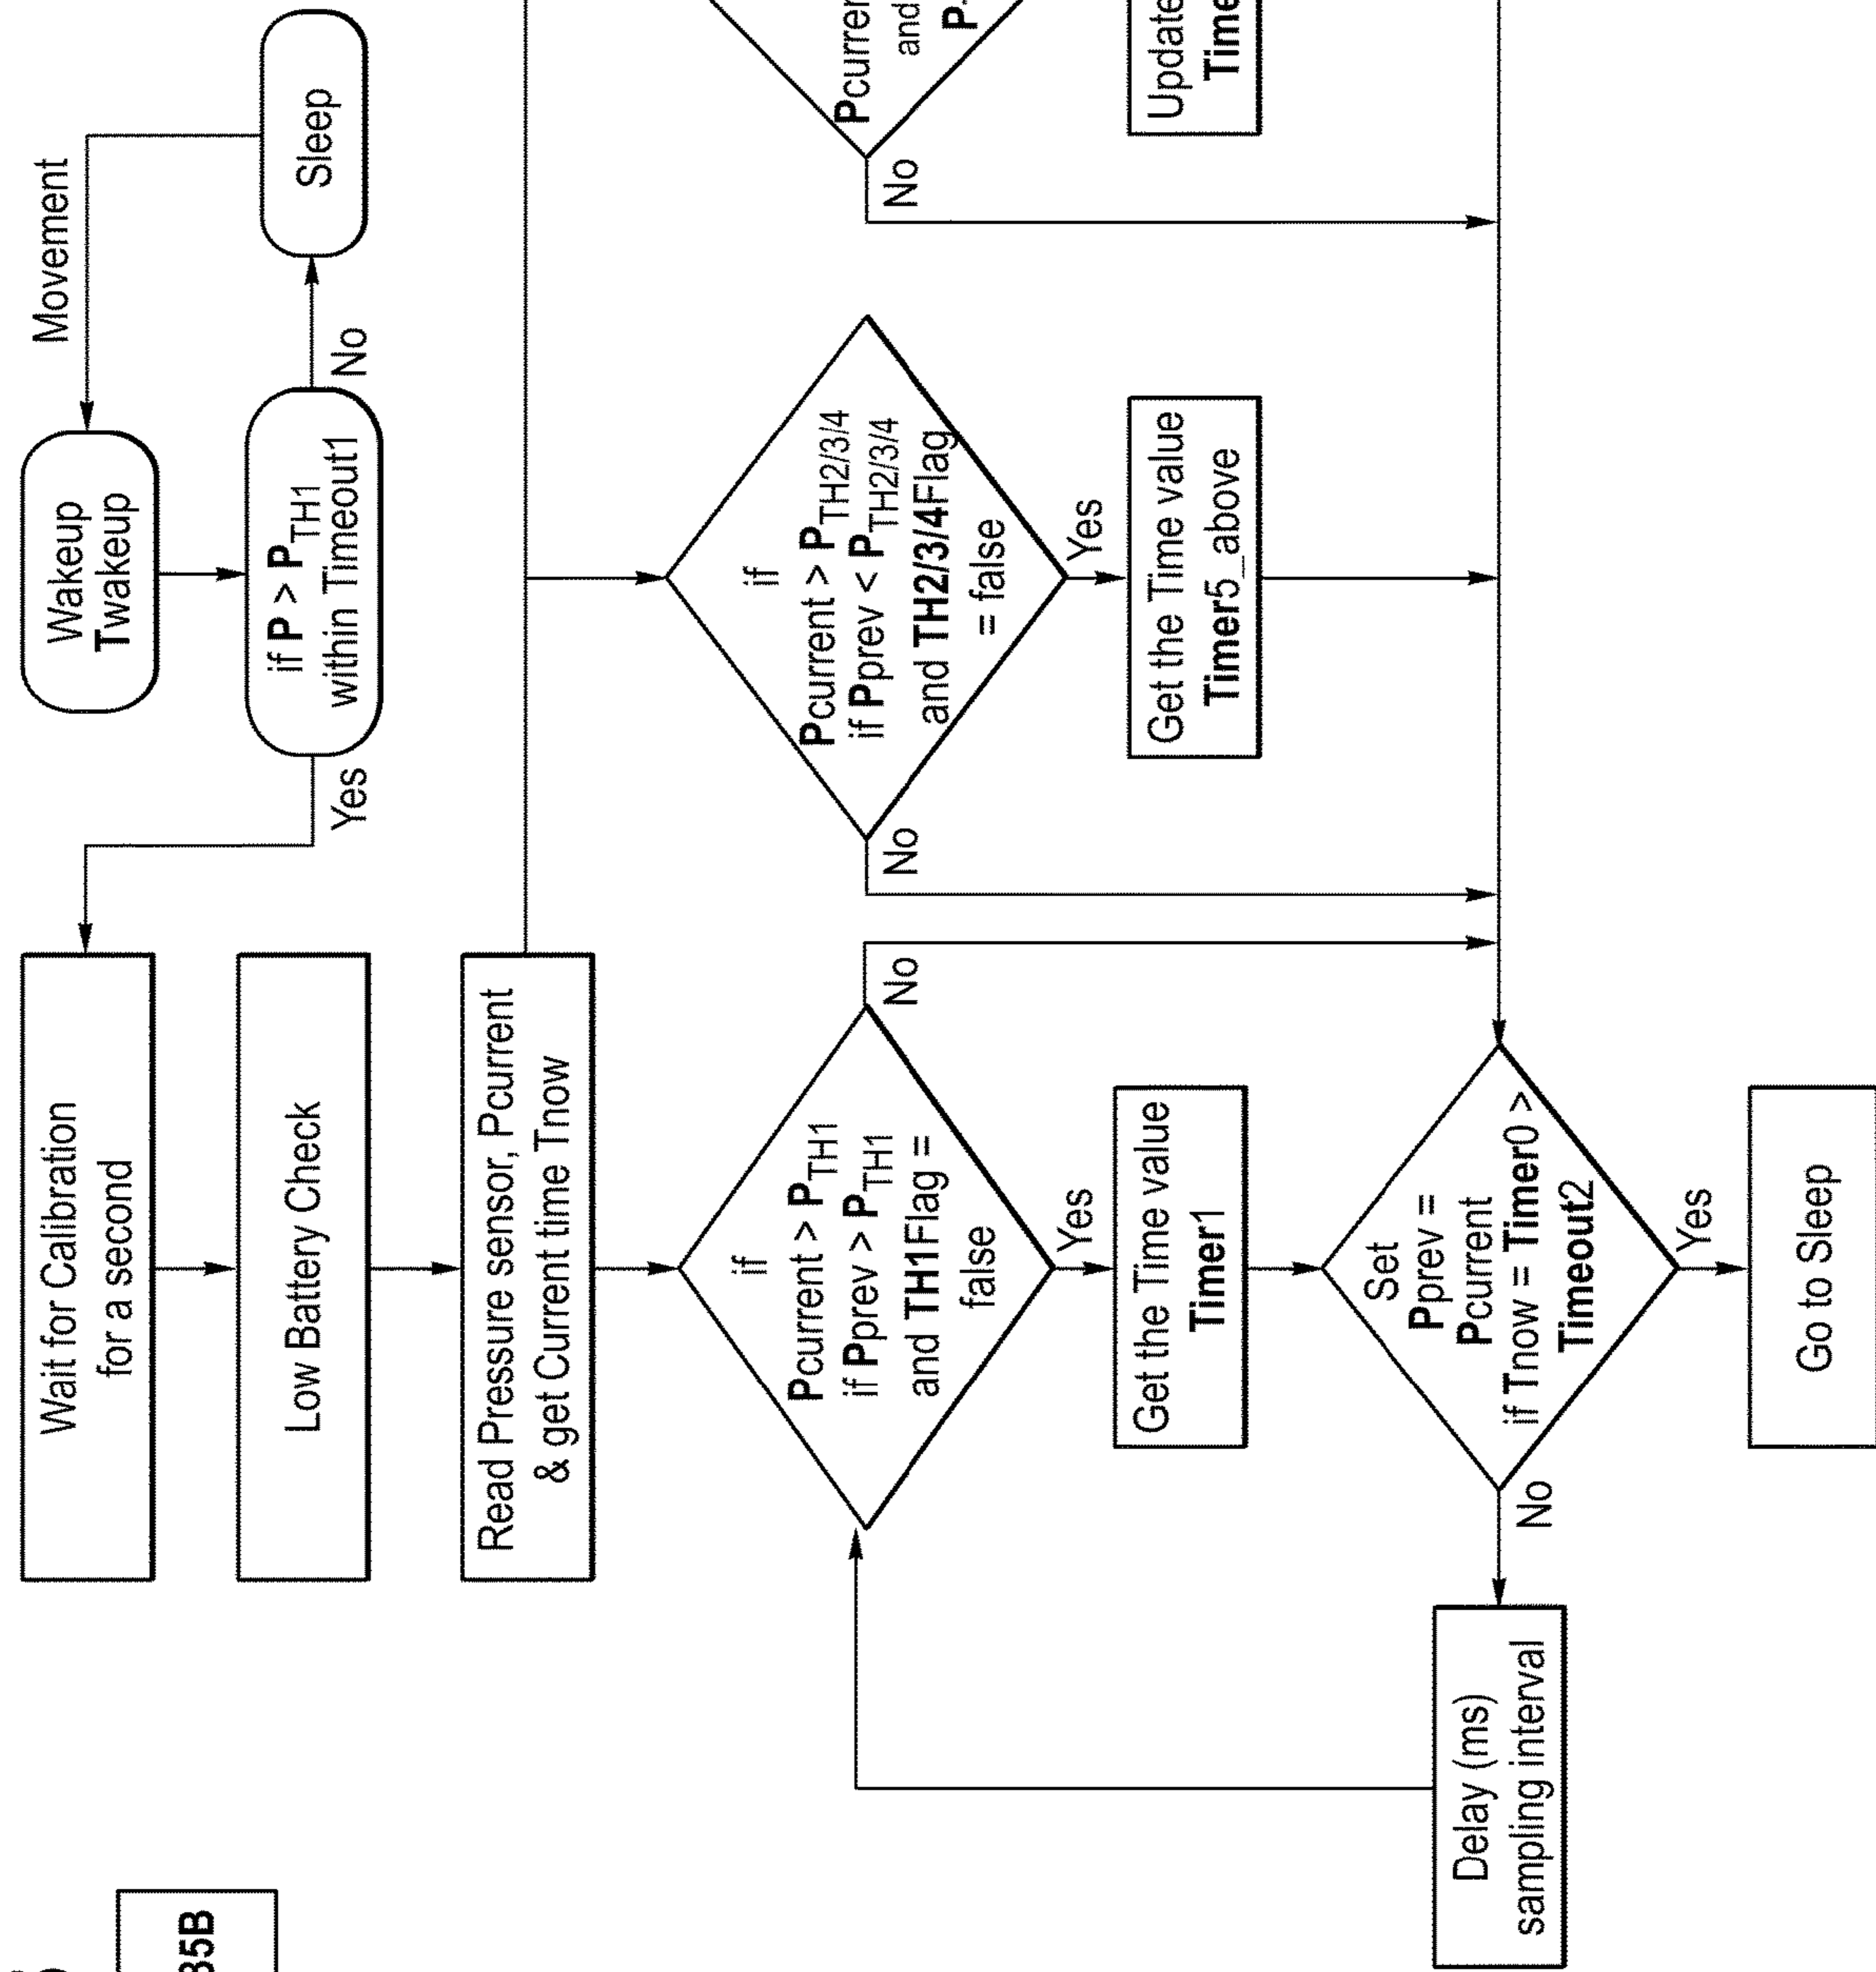 Movement
Wakeup
Twakeup
if P > PTH1
within Timeout1
No
Sleep
Yes
Wait for Calibration
for a second
Low Battery Check
Read Pressure sensor, Pcurrent
& get Current time Tnow
if
Pcurrent > PTH1
if Pprev > PTH1
and TH1Flag =
false
No
Yes
Get the Time value
Timer1
Set
Pprev =
Pcurrent
if Tnow = Timer0 >
Timeout2
No
Yes
Delay (ms)
sampling interval
Go to Sleep
if
Pcurrent > PTH2/3/4
if Pprev < PTH2/3/4
and TH2/3/4Flag
= false
No
Yes
Get the Time value
Timer5_above
and
No
Update
35B